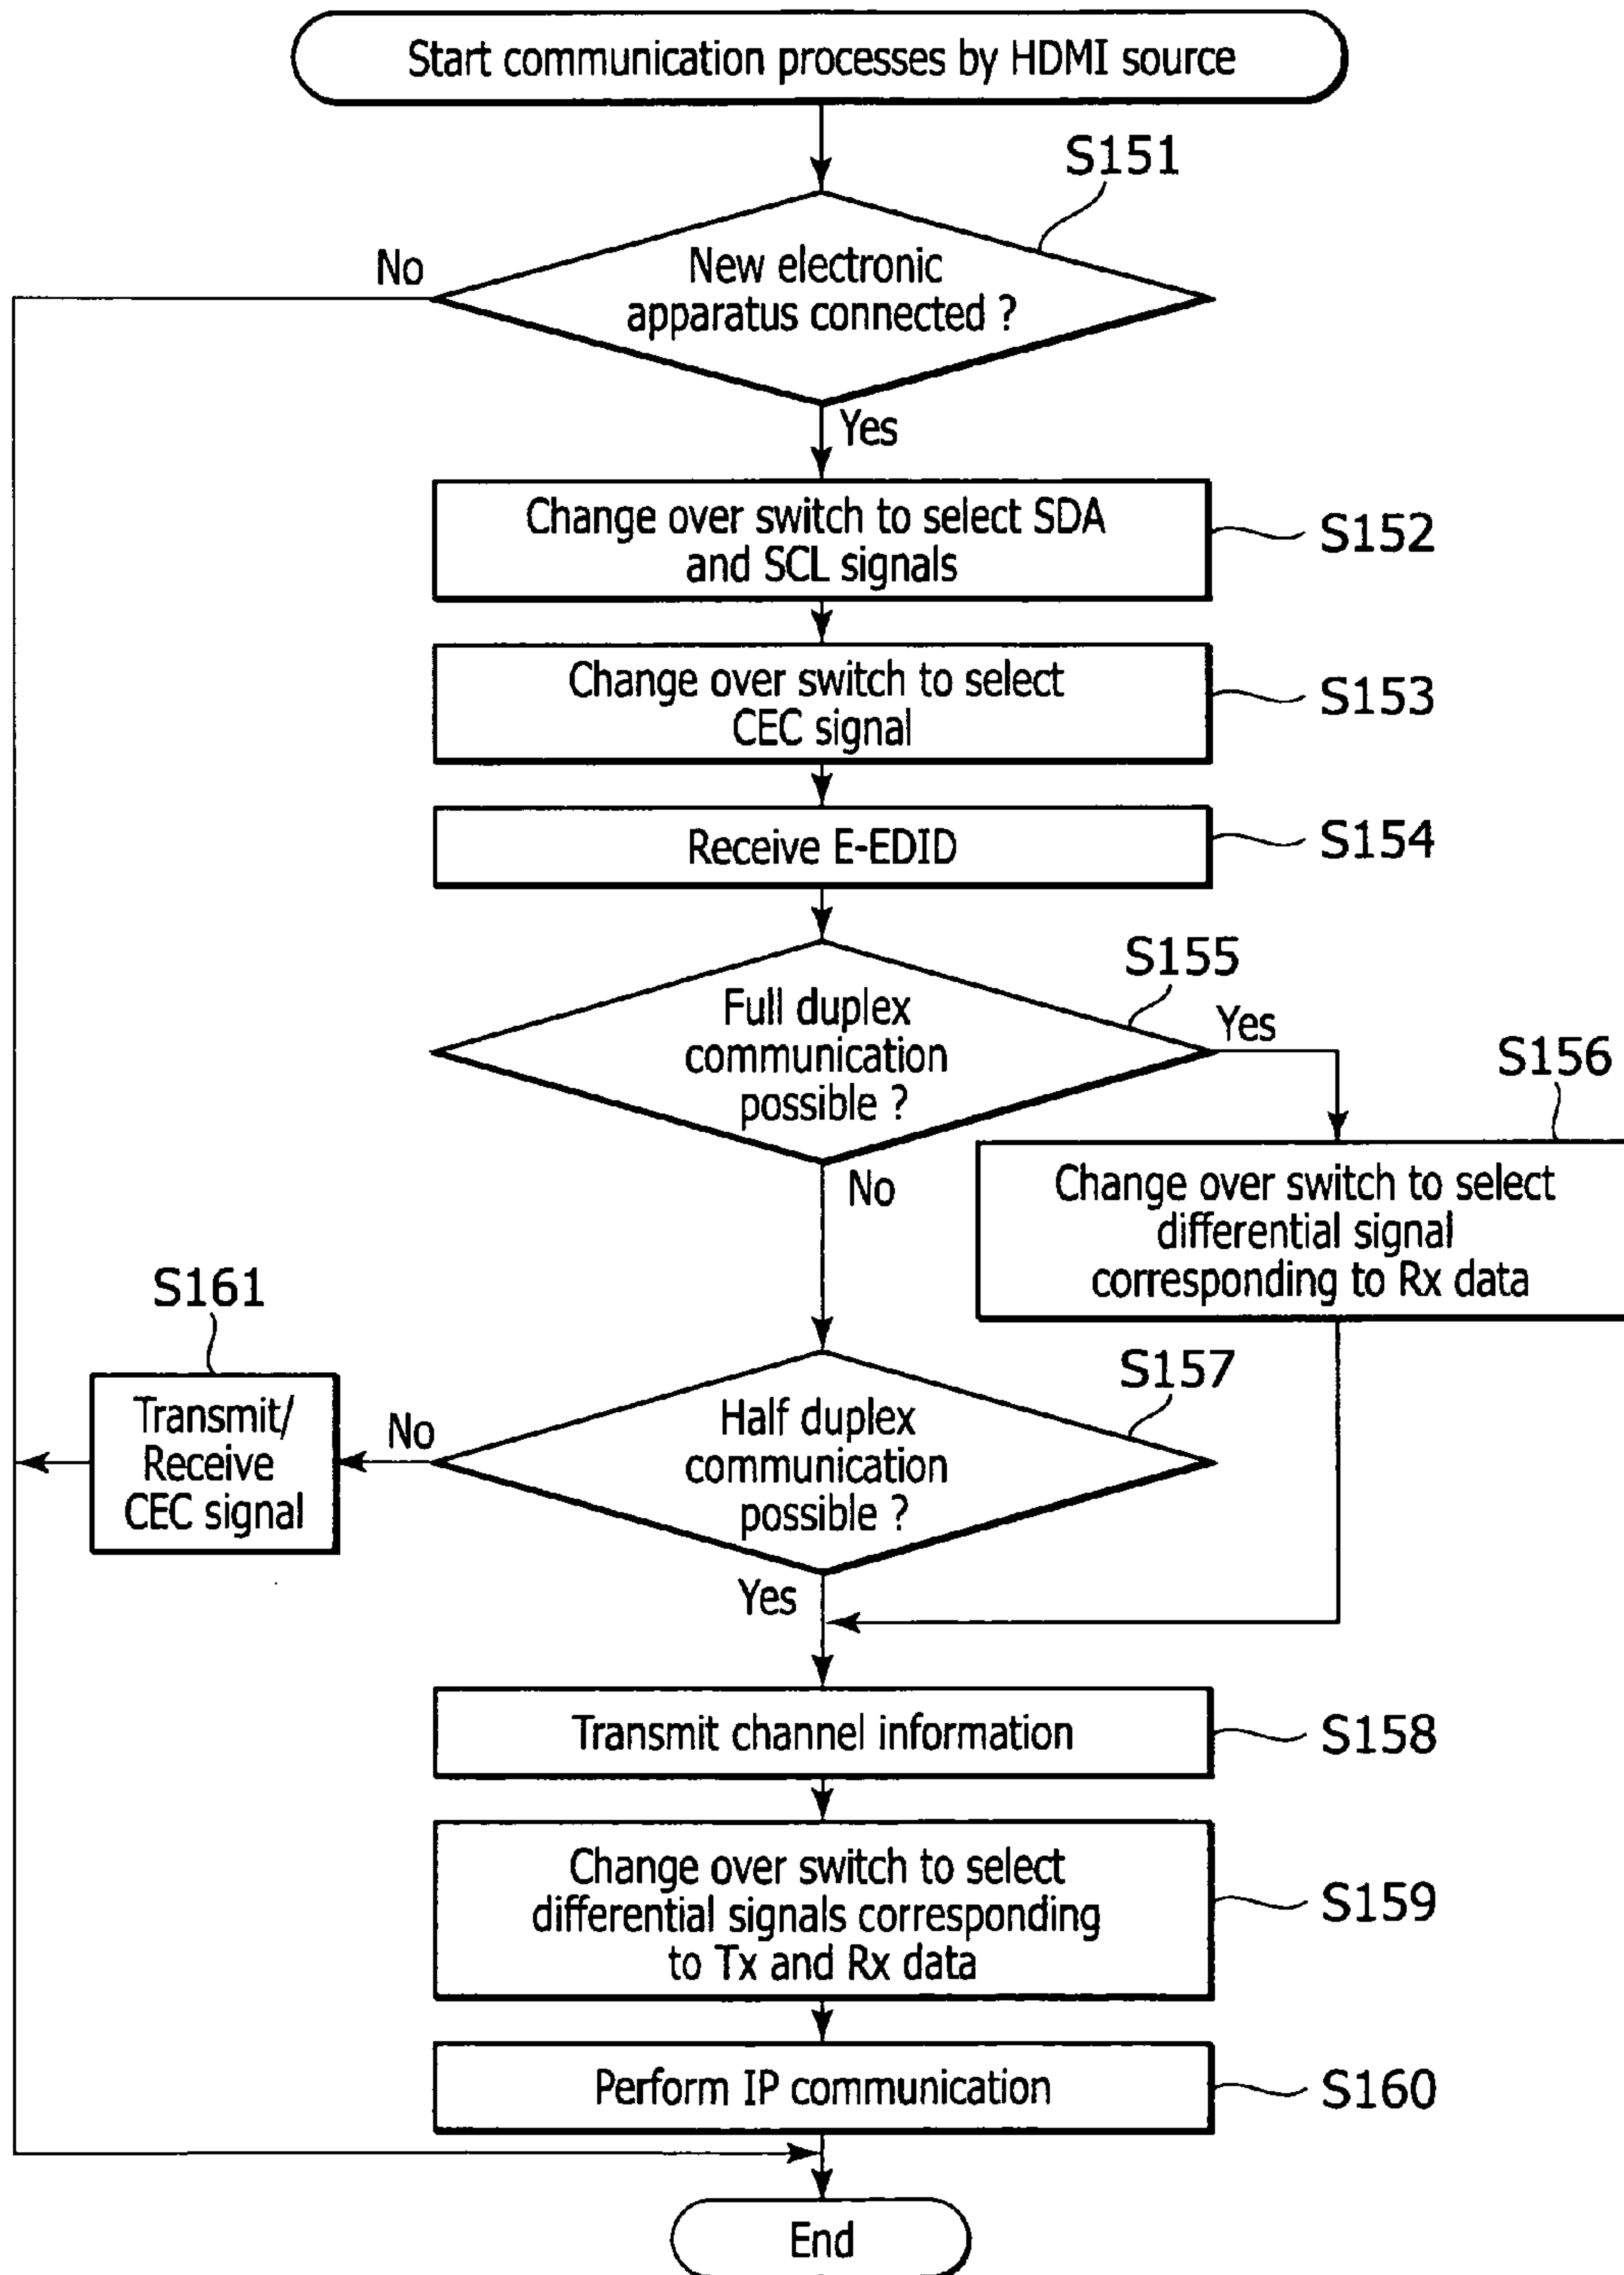 Start communication processes by HDMI source
S151
No
New electronic
apparatus connected ?
Yes
Change over switch to select SDA
and SCL signals
S152
Change over switch to select
CEC signal
S153
Receive E-EDID
S154
S155
Full duplex
communication
possible ?
Yes
S156
No
Change over switch to select
differential signal
corresponding to Rx data
S161
Transmit/
Receive
CEC signal
No
S157
Half duplex
communication
possible ?
Yes
Transmit channel information
S158
Change over switch to select
differential signals corresponding
to Tx and Rx data
S159
Perform IP communication
S160
End